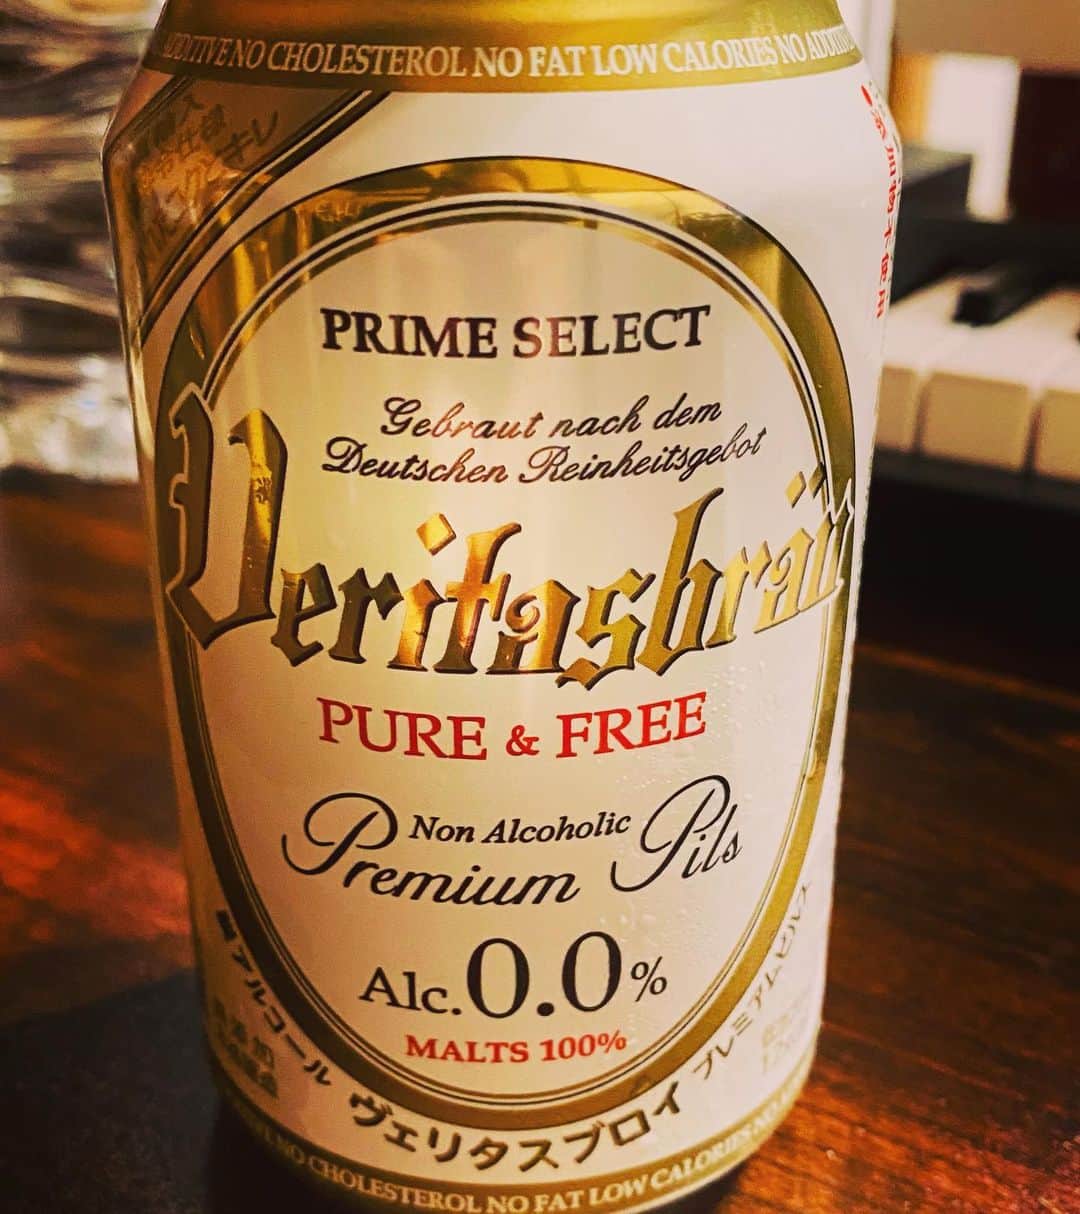 ADDITIVE NO CHOLESTEROL NO FAT LOW CALORIES NO ADDITIVE
キレ
PRIME SELECT
Gebraut nach dem
Deutschen Reinheitsgebot
Veritasbräu
PURE & FREE
Non Alcoholic
Premium Pils
Alc. 0.0%
MALTS 100%
アルコール
ヴェリタスブロイ プレミアムピルス
NO CHOLESTEROL NO FAT LOW CALORIES NO